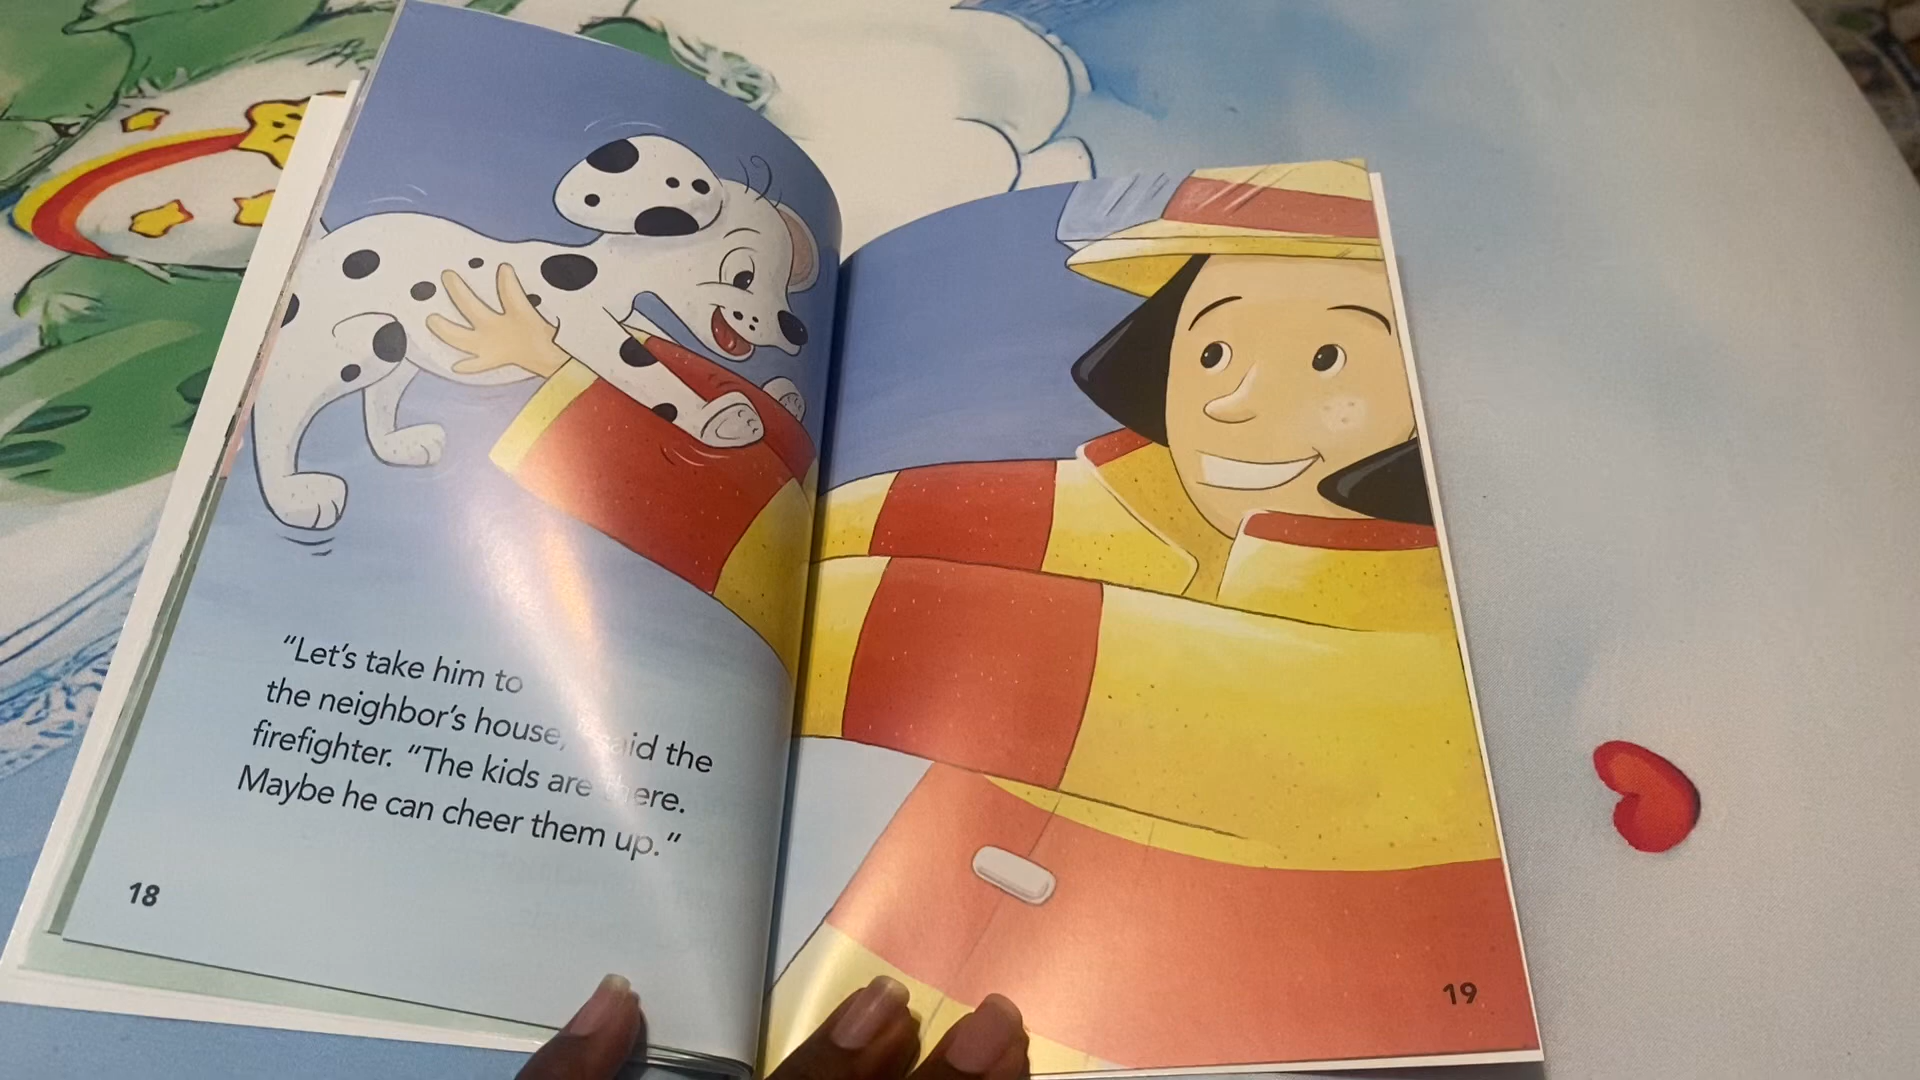 “Let’s take him to
the neighbor’s house, said the
firefighter. “The kids are there.
Maybe he can cheer them up.”
18
19